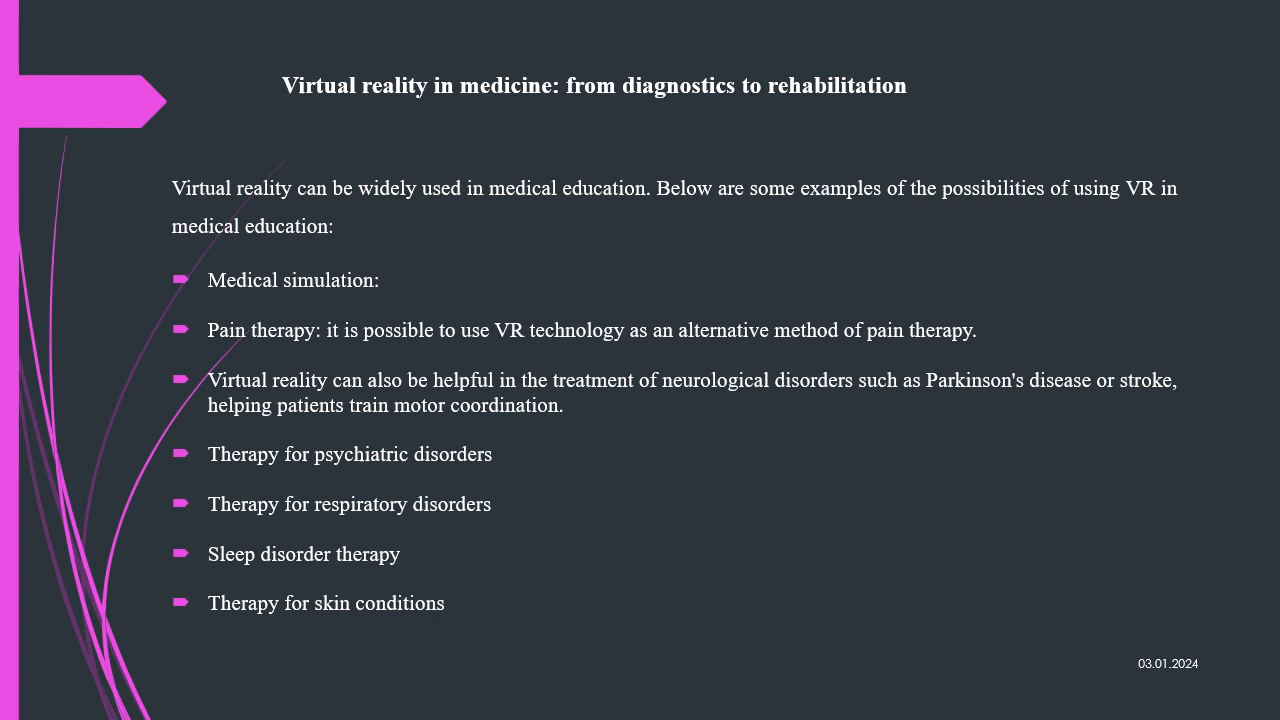 Virtual reality in medicine: from diagnostics to rehabilitation
Virtual reality can be widely used in medical education. Below are some examples of the possibilities of using VR in
medical education:
Medical simulation:
Pain therapy: it is possible to use VR technology as an alternative method of pain therapy.
Virtual reality can also be helpful in the treatment of neurological disorders such as Parkinson's disease or stroke,
helping patients train motor coordination.
Therapy for psychiatric disorders
Therapy for respiratory disorders
Sleep disorder therapy
Therapy for skin conditions
03.01.2024